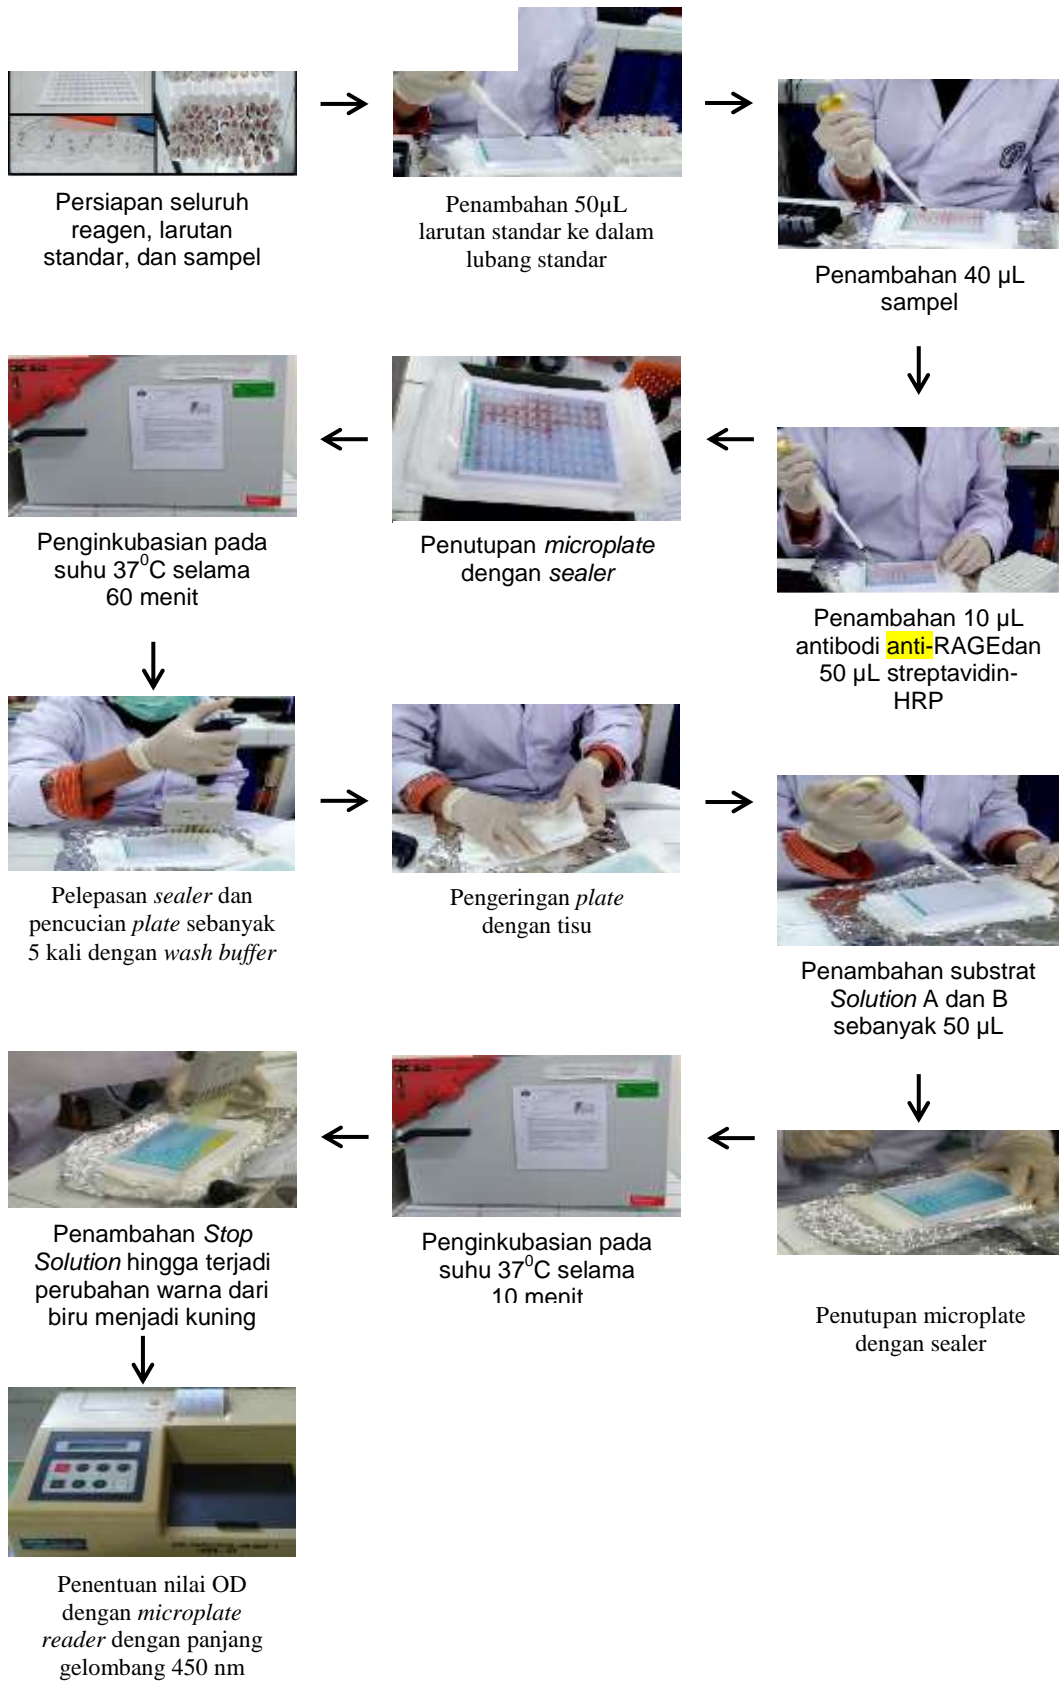 Persiapan seluruh
reagen, larutan
standar, dan sampel
Penambahan 50µL
larutan standar ke dalam
lubang standar
Penambahan 40 µL
sampel
Penambahan 10 µL
antibodi anti-RAGEdan
50 µL streptavidin-
HRP
Penutupan microplate
dengan sealer
Penginkubasian pada
suhu 37⁰C selama
60 menit
Pelepasan sealer dan
pencucian plate sebanyak
5 kali dengan wash buffer
Pengeringan plate
dengan tisu
Penambahan substrat
Solution A dan B
sebanyak 50 µL
Penutupan microplate
dengan sealer
Penginkubasian pada
suhu 37⁰C selama
10 menit
Penambahan Stop
Solution hingga terjadi
perubahan warna dari
biru menjadi kuning
Penentuan nilai OD
dengan microplate
reader dengan panjang
gelombang 450 nm